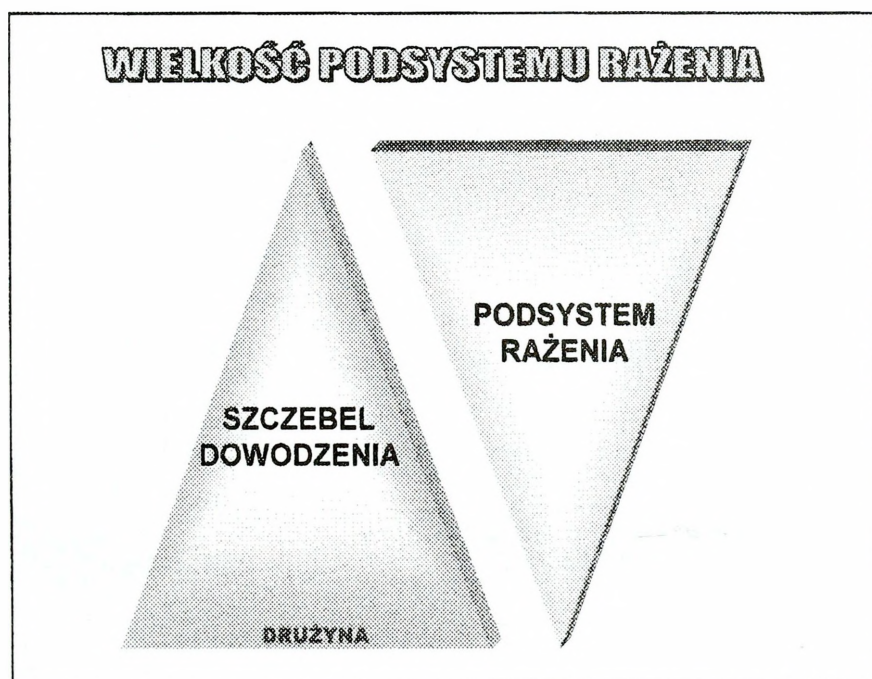 WIELKOŚĆ PODSYSTEMU RAŻENIA
PODSYSTEM
RAŻENIA
SZCZEBEL
DOWODZENIA
DRUŻYNA